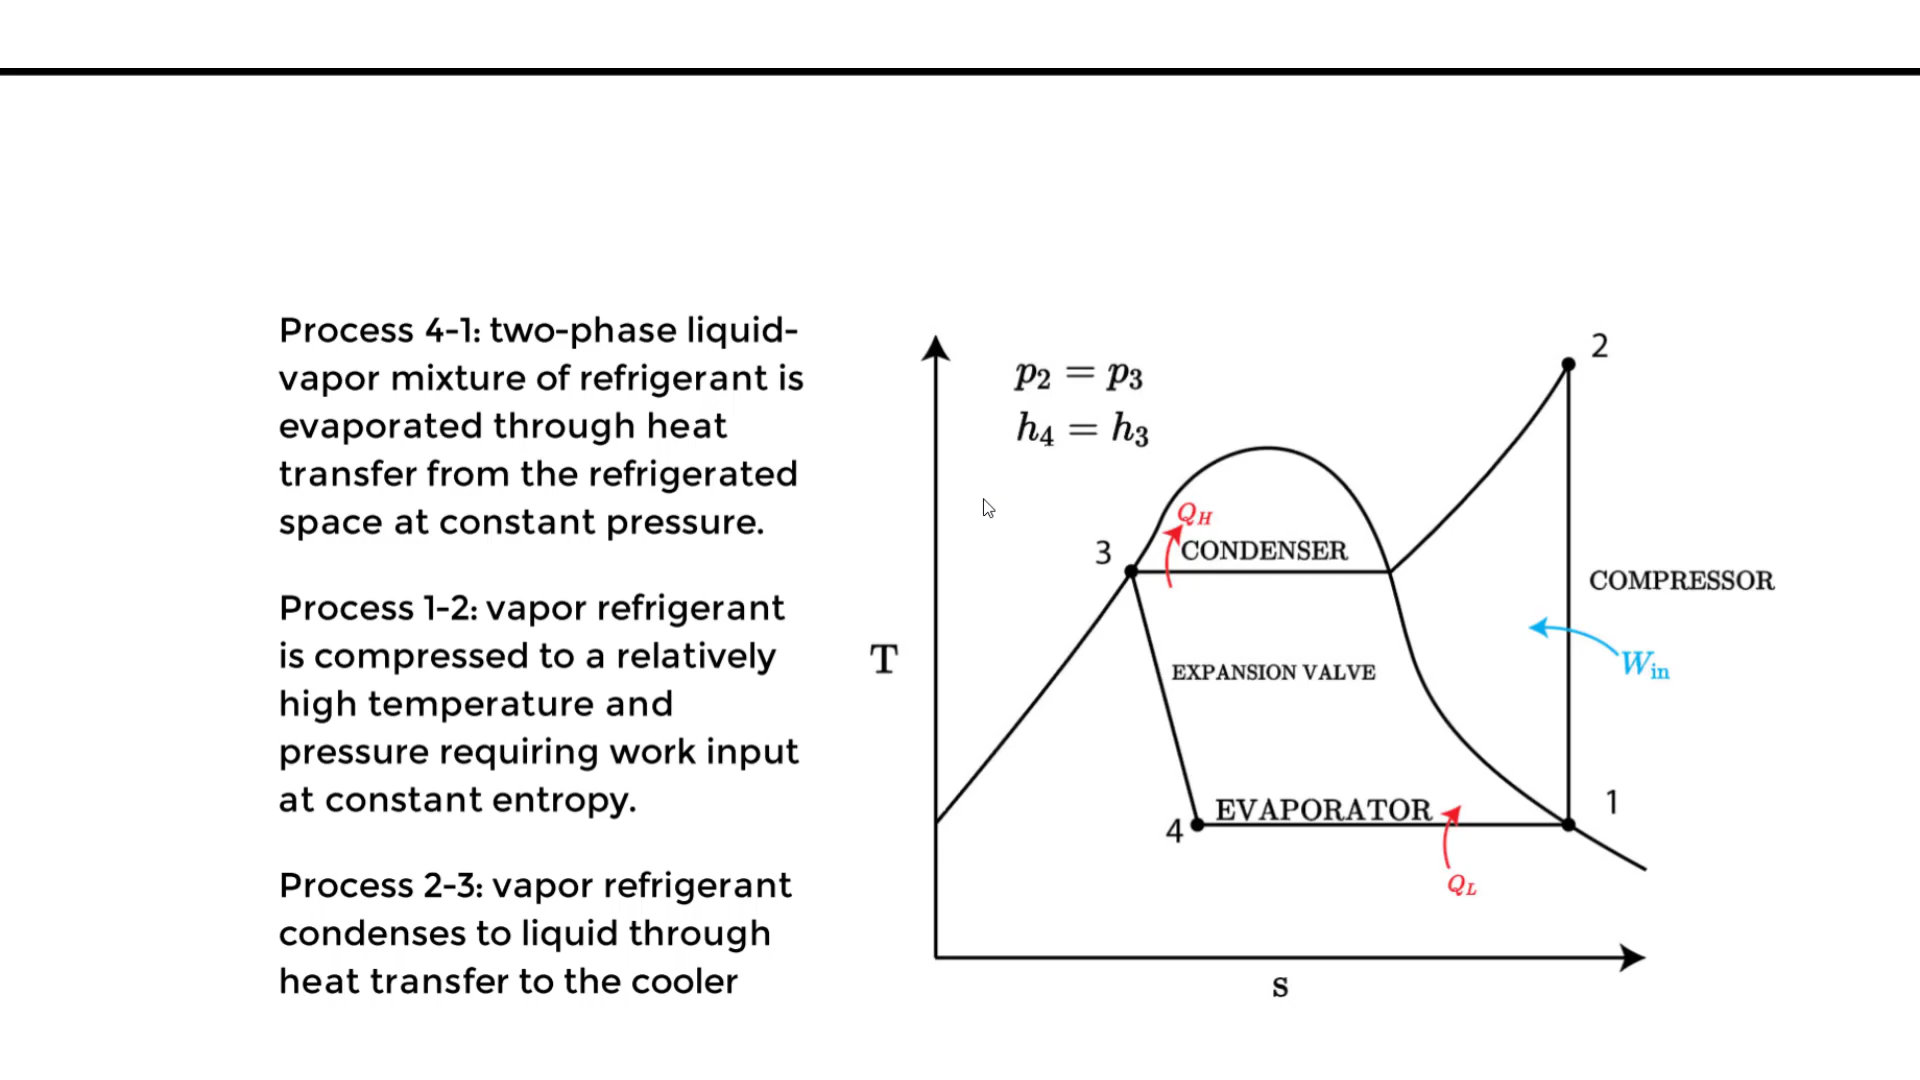 Process 4-1: two-phase liquid-
vapor mixture of refrigerant is
evaporated through heat
transfer from the refrigerated
space at constant pressure.
Process 1-2: vapor refrigerant
is compressed to a relatively
high temperature and
pressure requiring work input
at constant entropy.
Process 2-3: vapor refrigerant
condenses to liquid through
heat transfer to the cooler
p₂ = p₃
h₄ = h₃
2
Q_H
3
CONDENSER
COMPRESSOR
T
EXPANSION VALVE
W_in
1
EVAPORATOR
4
Q_L
s